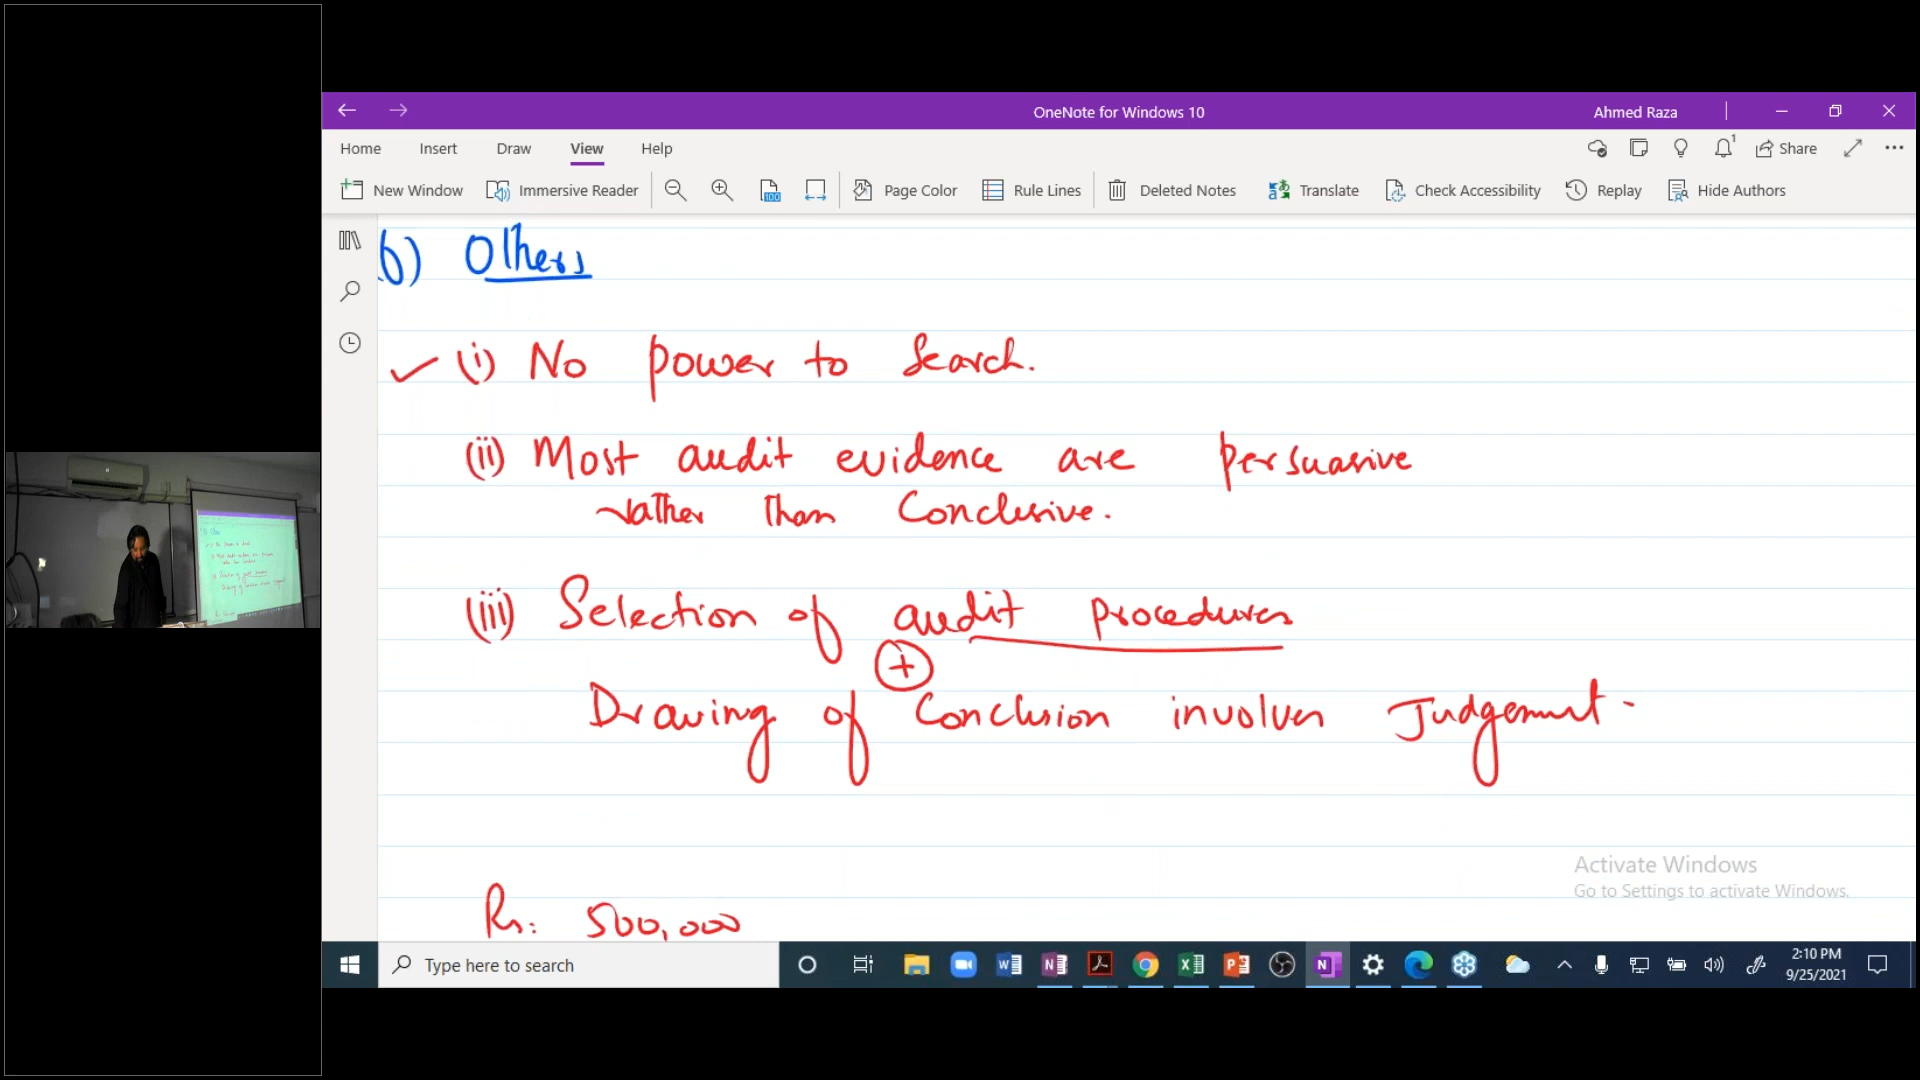 OneNote for Windows 10
Ahmed Raza
Home Insert Draw View Help
1
Share
New Window Immersive Reader Page Color Rule Lines Deleted Notes Translate Check Accessibility Replay Hide Authors
b) Others
(i) No power to Search.
(ii) Most audit evidence are persuasive
rather than Conclusive.
(iii) Selection of audit procedures
+
Drawing of Conclusion involves Judgement.
Activate Windows
Go to Settings to activate Windows.
Rs. 500,000
Type here to search
2:10 PM
9/25/2021